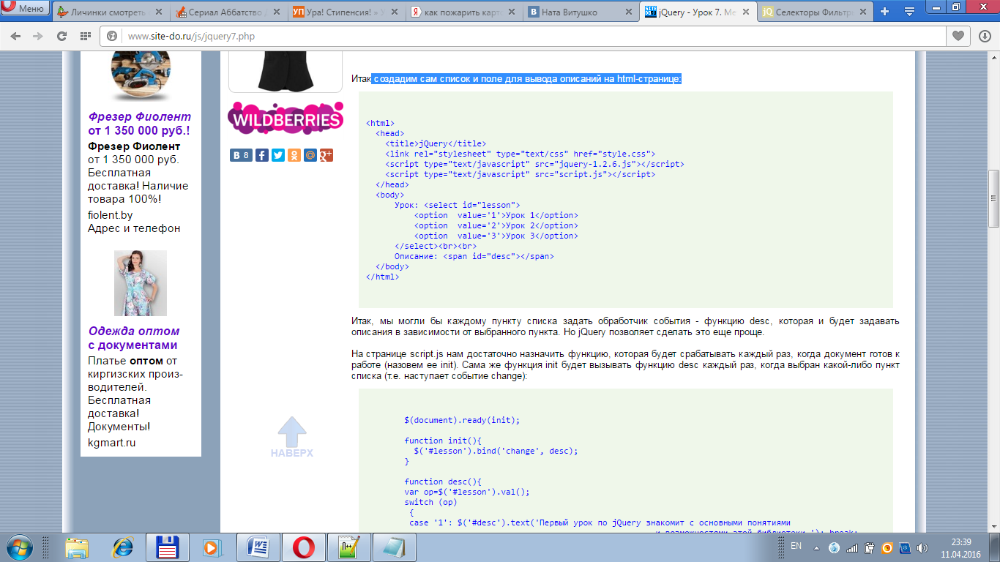 Меню
Личинки смотреть
Сериал Аббатство
Ура! Стипенсия! » У
как пожарить карто
Ната Витушко
jQuery - Урок 7. Ме
Селекторы Фильтр
www.site-do.ru/js/jquery7.php
Фрезер Фиолент
от 1 350 000 руб.!
Фрезер Фиолент
от 1 350 000 руб.
Бесплатная
доставка! Наличие
товара 100%!
fiolent.by
Адрес и телефон
Одежда оптом
с документами
Платье оптом от
киргизских произ-
водителей.
Бесплатная
доставка!
Документы!
kgmart.ru
WILDBERRIES
В 8
g+
НАВЕРХ
Итак создадим сам список и поле для вывода описаний на html-странице:
<html>
<head>
<title>jQuery</title>
<link rel="stylesheet" type="text/css" href="style.css">
<script type="text/javascript" src="jquery-1.2.6.js"></script>
<script type="text/javascript" src="script.js"></script>
</head>
<body>
Урок: <select id="lesson">
<option  value='1'>Урок 1</option>
<option  value='2'>Урок 2</option>
<option  value='3'>Урок 3</option>
</select><br><br>
Описание: <span id="desc"></span>
</body>
</html>
Итак, мы могли бы каждому пункту списка задать обработчик события - функцию desc, которая и будет задавать
описания в зависимости от выбранного пункта. Но jQuery позволяет сделать это еще проще.
На странице script.js нам достаточно назначить функцию, которая будет срабатывать каждый раз, когда документ готов к
работе (назовем ее init). Сама же функция init будет вызывать функцию desc каждый раз, когда выбран какой-либо пункт
списка (т.е. наступает событие change):
$(document).ready(init);
function init(){
$('#lesson').bind('change', desc);
}
function desc(){
var op=$('#lesson').val();
switch (op)
{
case '1': $('#desc').text('Первый урок по jQuery знакомит с основными понятиями
и возможностями этой библиотеки.'); break;
EN
23:39
11.04.2016